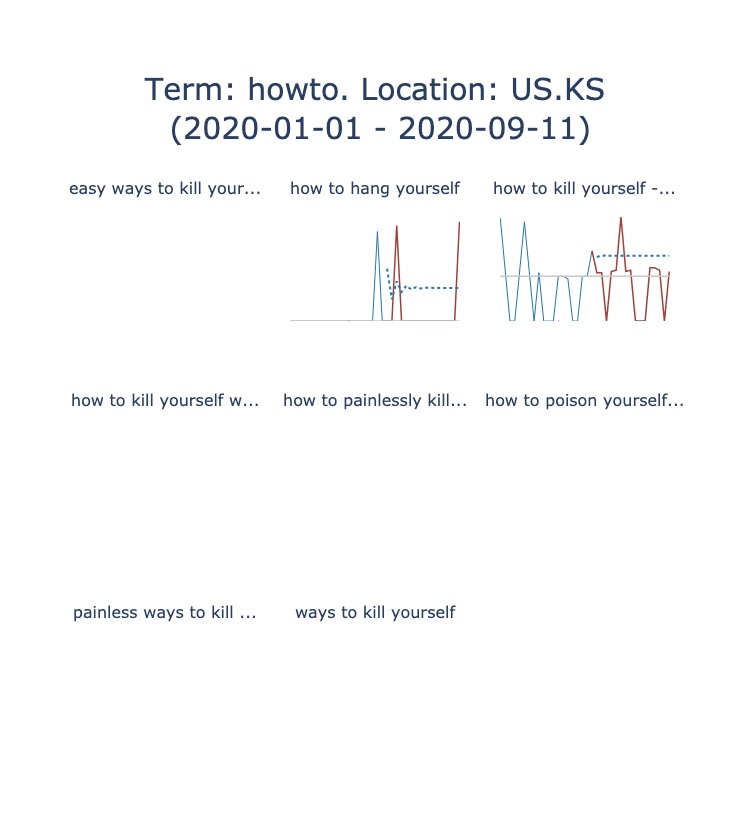 Term: howto. Location: US.KS
(2020-01-01 - 2020-09-11)
easy ways to kill your...
how to hang yourself
how to kill yourself -...
how to kill yourself w...
how to painlessly kill...
how to poison yourself...
painless ways to kill ...
ways to kill yourself